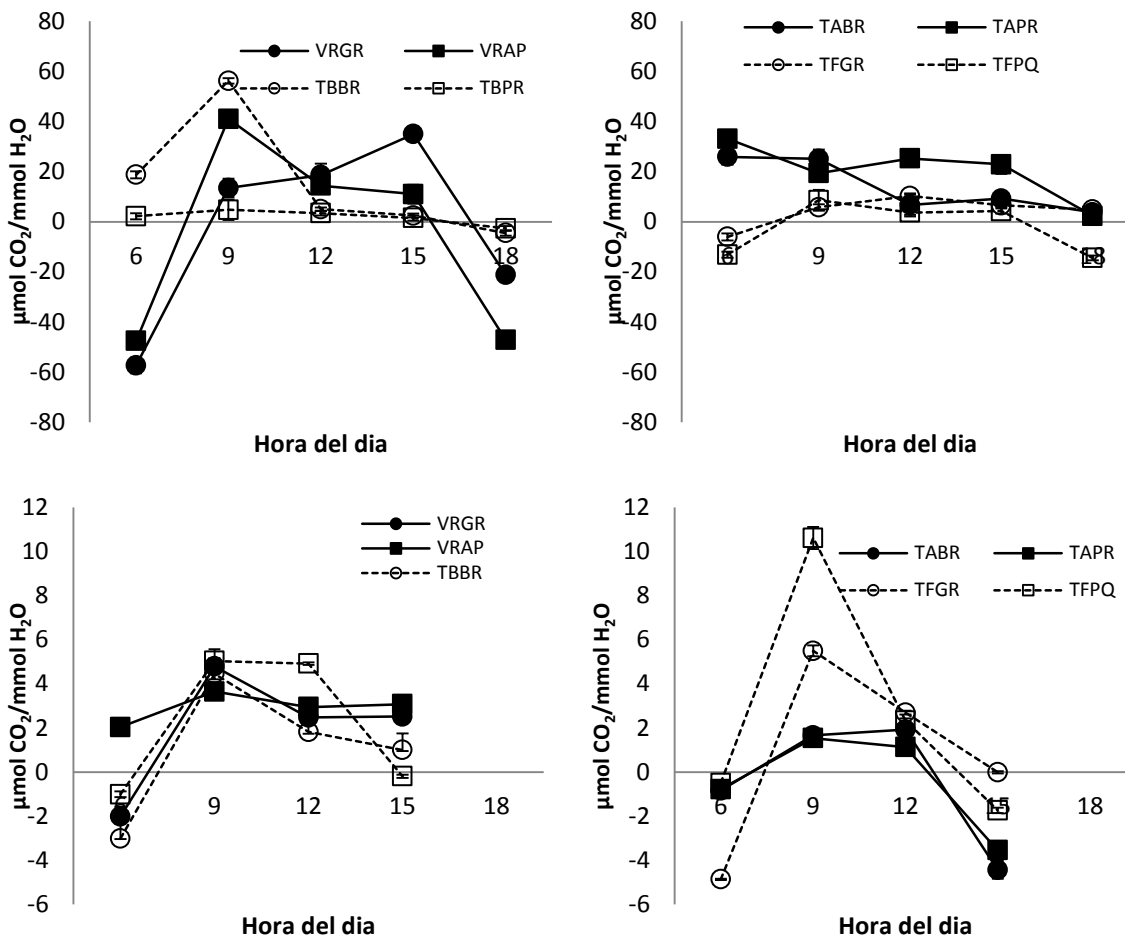 80
60
40
20
0
-20
-40
-60
-80
μmol CO₂/mmol H₂O
VRGR VRAP
TBBR TBPR
6 9 12 15 18
Hora del dia
80
60
40
20
0
-20
-40
-60
-80
μmol CO₂/mmol H₂O
TABR TAPR
TFGR TFPQ
9 12 15 18
Hora del dia
12
10
8
6
4
2
0
-2
-4
-6
μmol CO₂/mmol H₂O
VRGR
VRAP
TBBR
9 12 15 18
Hora del dia
12
10
8
6
4
2
0
-2
-4
-6
μmol CO₂/mmol H₂O
TABR TAPR
TFGR TFPQ
6 9 12 15 18
Hora del dia